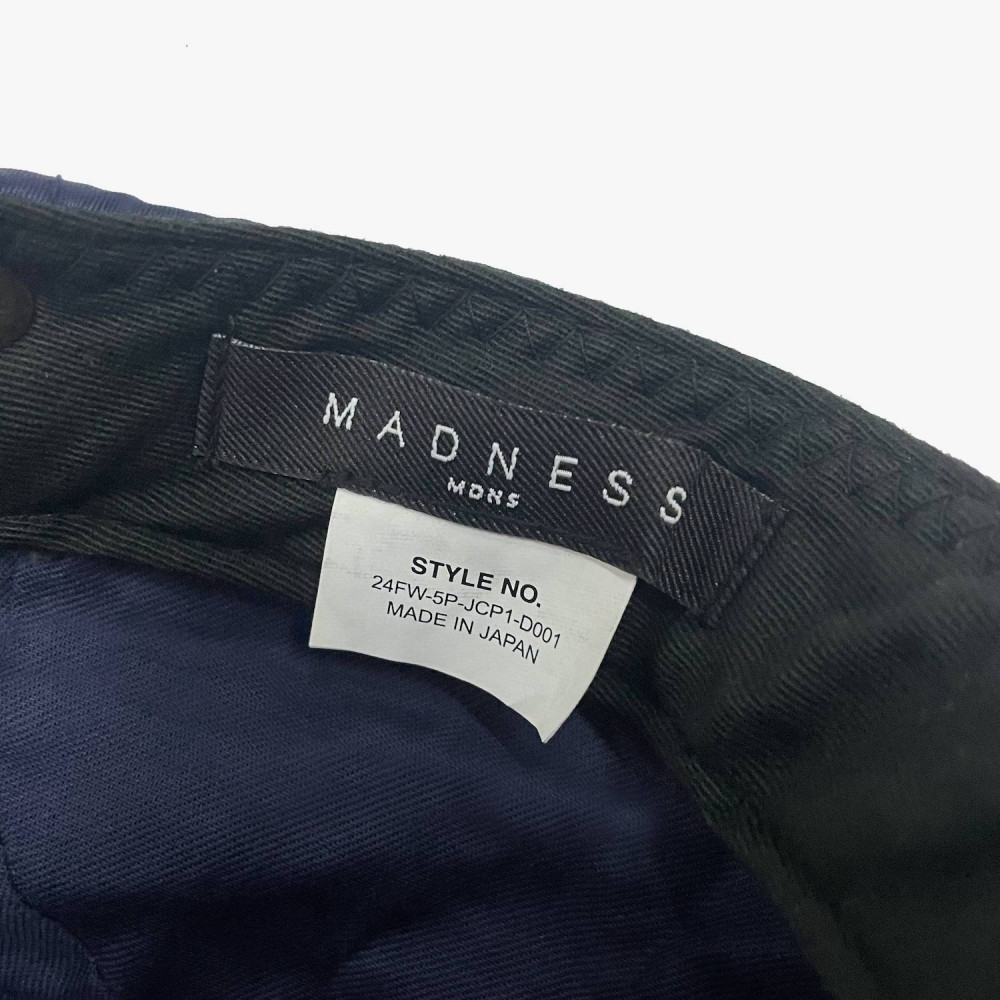 MADNESS
MDNS
STYLE NO.
24FW-5P-JCP1-D001
MADE IN JAPAN